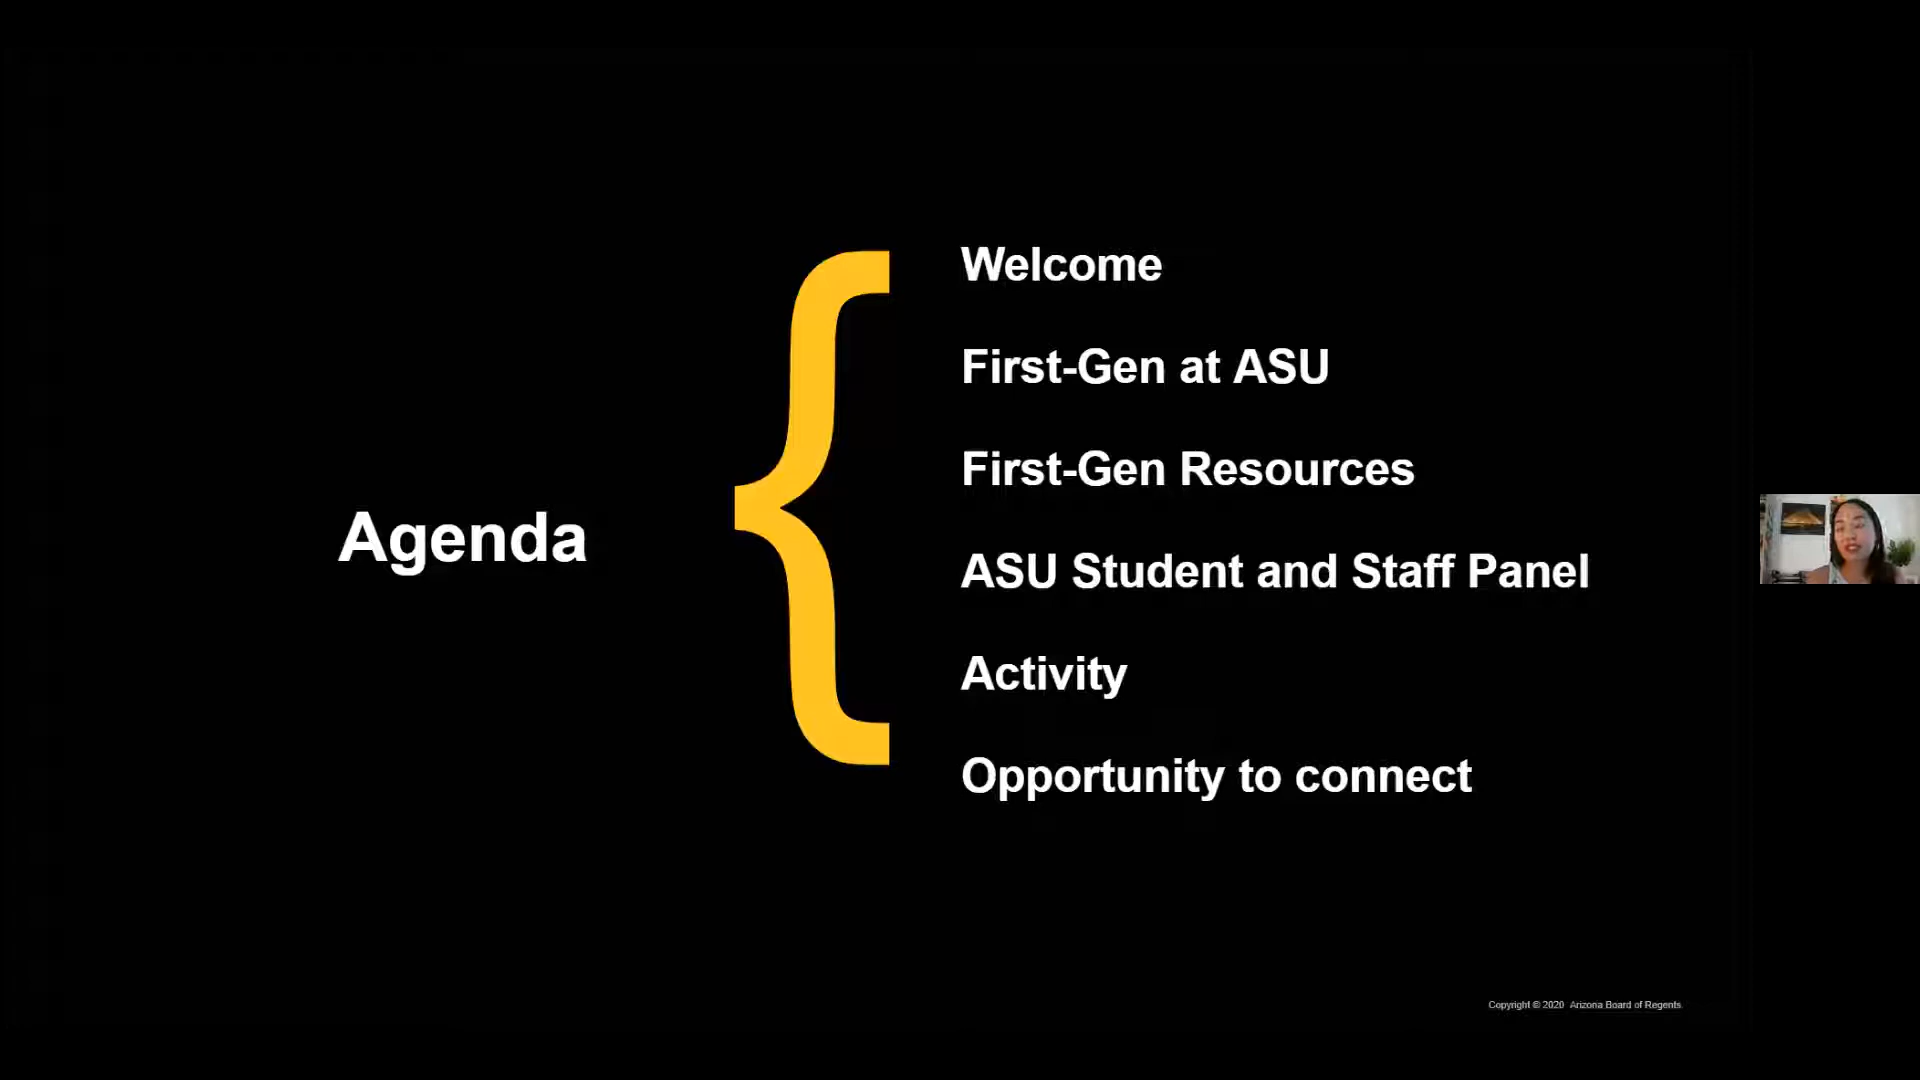 Agenda
Welcome
First-Gen at ASU
First-Gen Resources
ASU Student and Staff Panel
Activity
Opportunity to connect
Copyright © 2020 Arizona Board of Regents